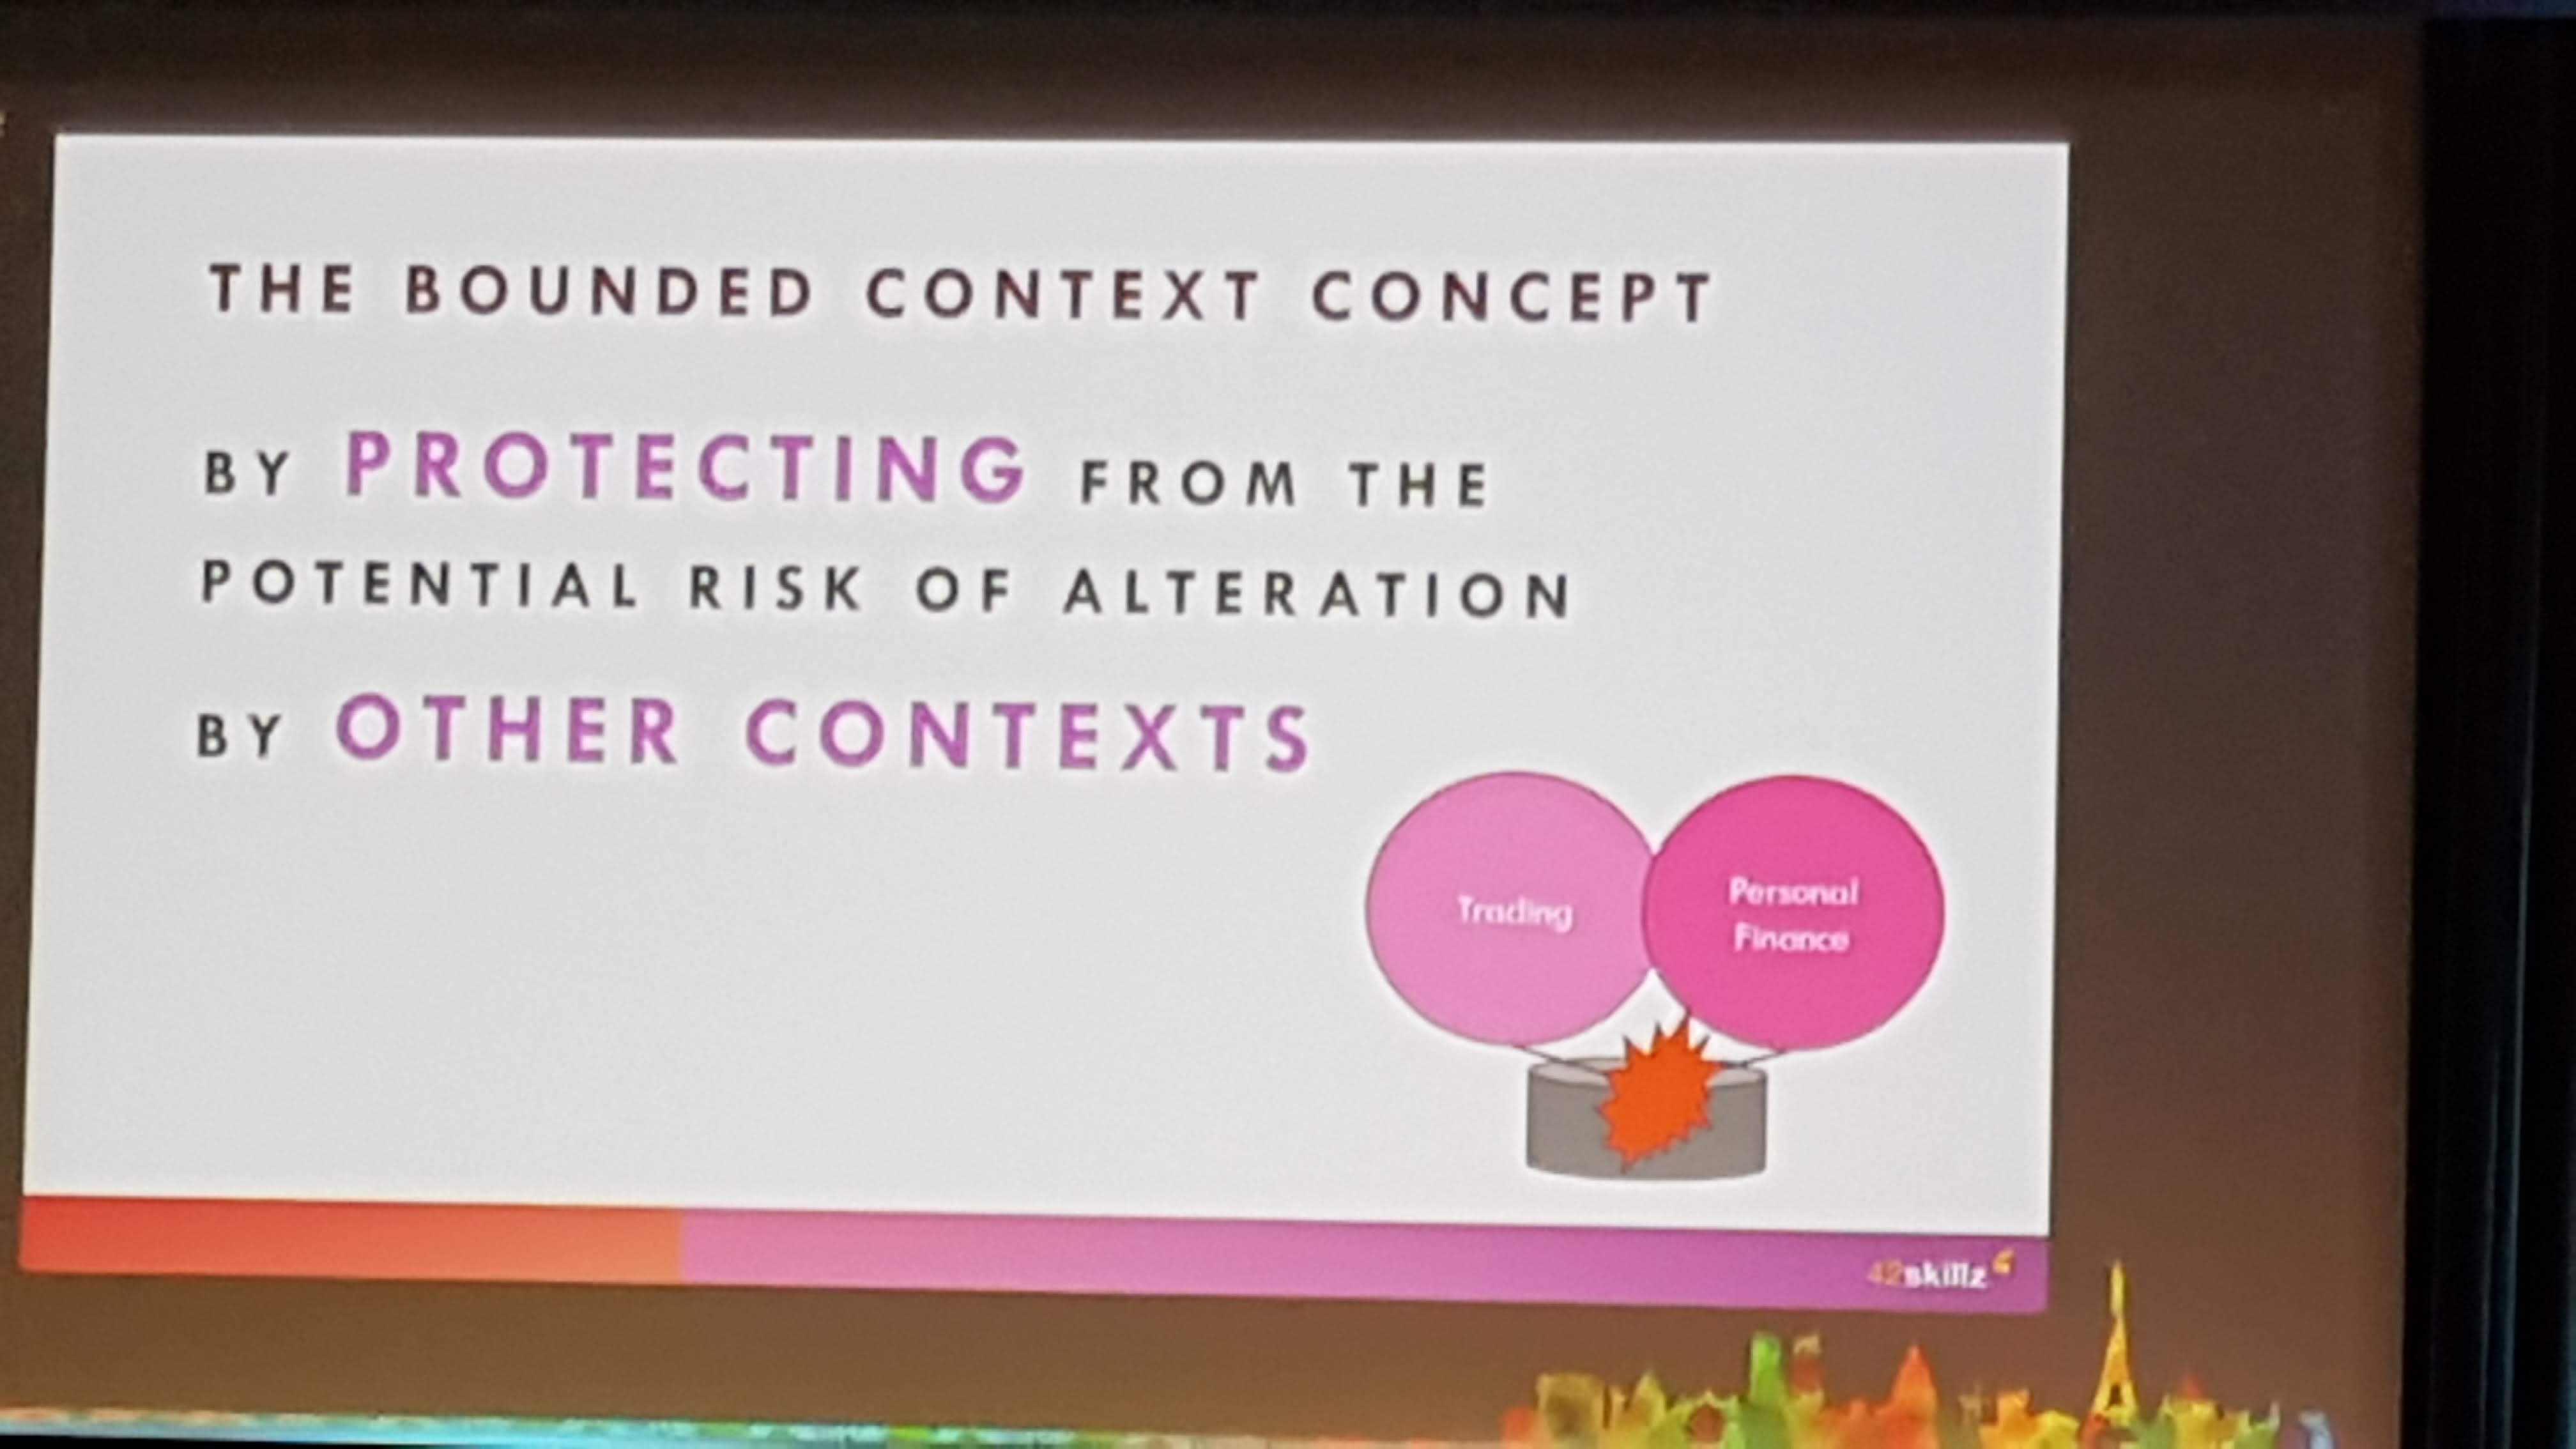 THE BOUNDED CONTEXT CONCEPT
BY PROTECTING FROM THE
POTENTIAL RISK OF ALTERATION
BY OTHER CONTEXTS
Trading
Personal
Finance
42skillz